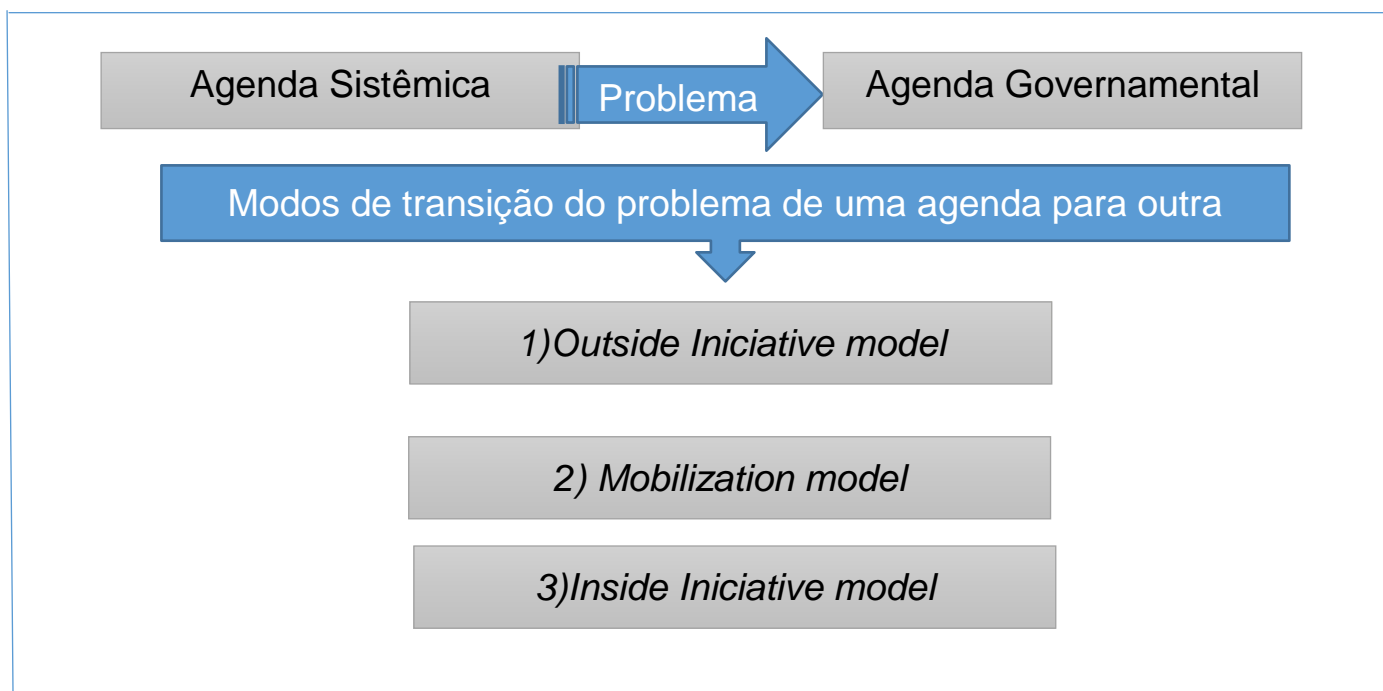 Agenda Sistêmica
Problema
Agenda Governamental
Modos de transição do problema de uma agenda para outra
1)Outside Iniciative model
2) Mobilization model
3)Inside Iniciative model